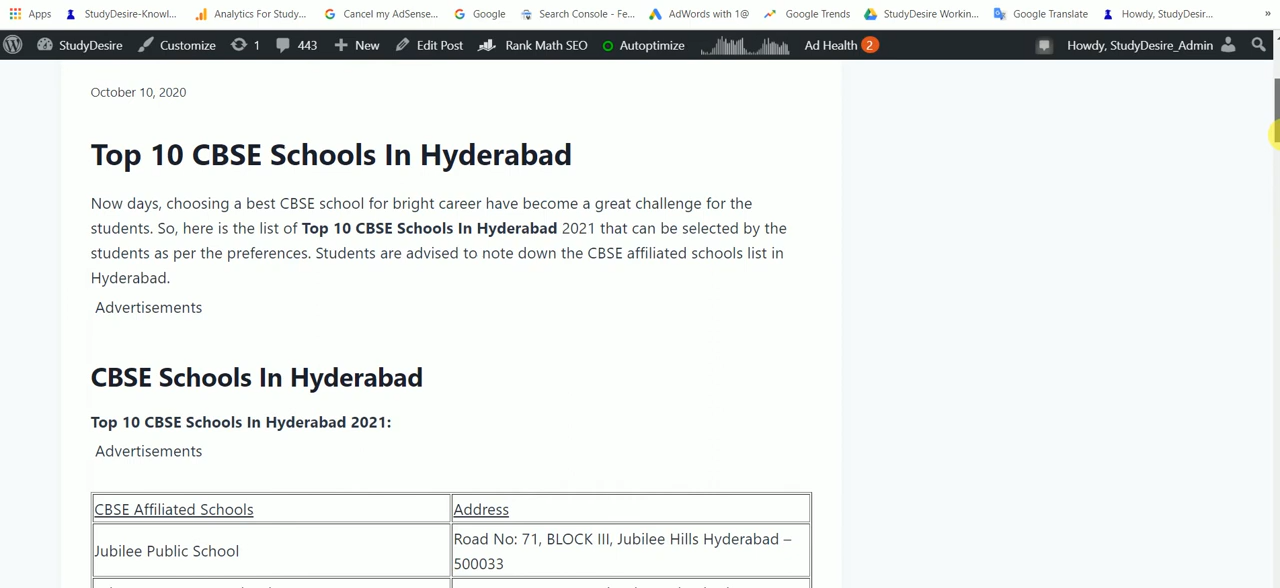 Apps StudyDesire-Knowl... Analytics For Study... Cancel my AdSense... Google Search Console - Fe... AdWords with 1@ Google Trends StudyDesire Workin... Google Translate Howdy, StudyDesir... »
StudyDesire Customize 1 443 New Edit Post Rank Math SEO Autoptimize Ad Health 2 Howdy, StudyDesire_Admin
October 10, 2020
Top 10 CBSE Schools In Hyderabad
Now days, choosing a best CBSE school for bright career have become a great challenge for the
students. So, here is the list of Top 10 CBSE Schools In Hyderabad 2021 that can be selected by the
students as per the preferences. Students are advised to note down the CBSE affiliated schools list in
Hyderabad.
Advertisements
CBSE Schools In Hyderabad
Top 10 CBSE Schools In Hyderabad 2021:
Advertisements
CBSE Affiliated Schools Address
Jubilee Public School Road No: 71, BLOCK III, Jubilee Hills Hyderabad –
500033